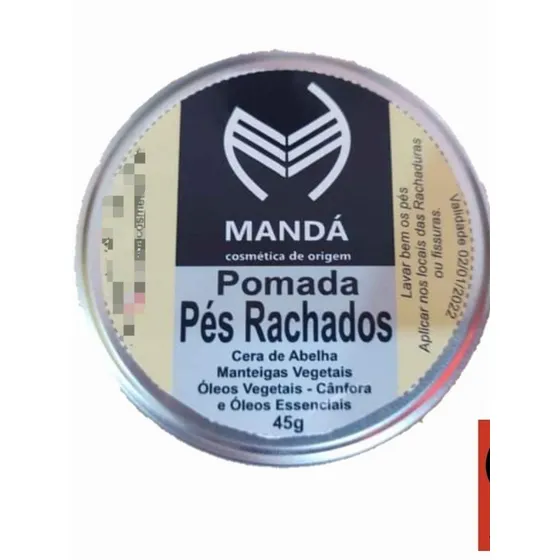 MANDÁ
cosmética de origem
Pomada
Pés Rachados
Cera de Abelha
Manteigas Vegetais
Óleos Vegetais - Cânfora
e Óleos Essenciais
45g
Lavar bem os pés
Aplicar nos locais das Rachaduras
ou fissuras.
Validade 02/01/2022